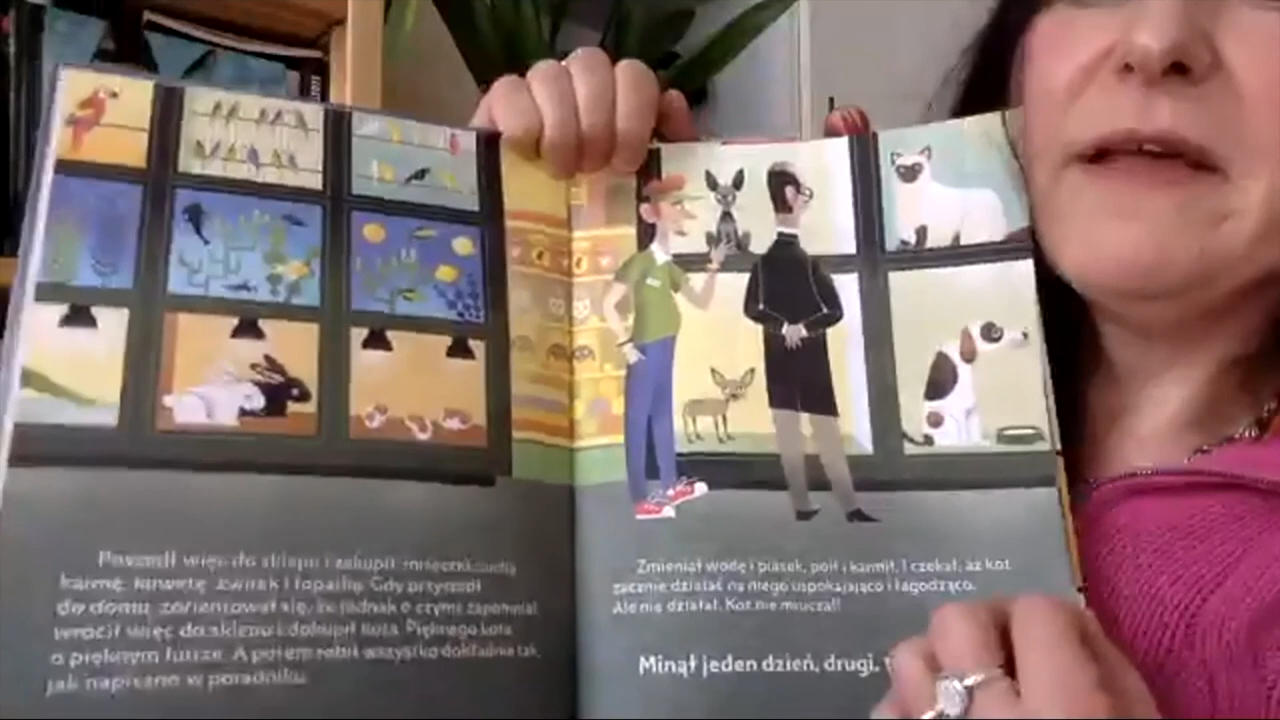 Pognał więc do sklepu i zakupił miseczki, suchą
karmę, kuwetę, żwirek i łopatkę. Gdy przyszedł
do domu, zorientował się, że jednak o czymś zapomniał,
wrócił więc do sklepu i dokupił kota. Pięknego kota
o pięknym futrze. A potem robił wszystko dokładnie tak,
jak napisano w poradniku.
Zmieniał wodę i piasek, poił i karmił. I czekał, aż kot
zacznie działać na niego uspokajająco i łagodząco.
Ale nie działał. Kot nie mruczał!
Minął jeden dzień, drugi,